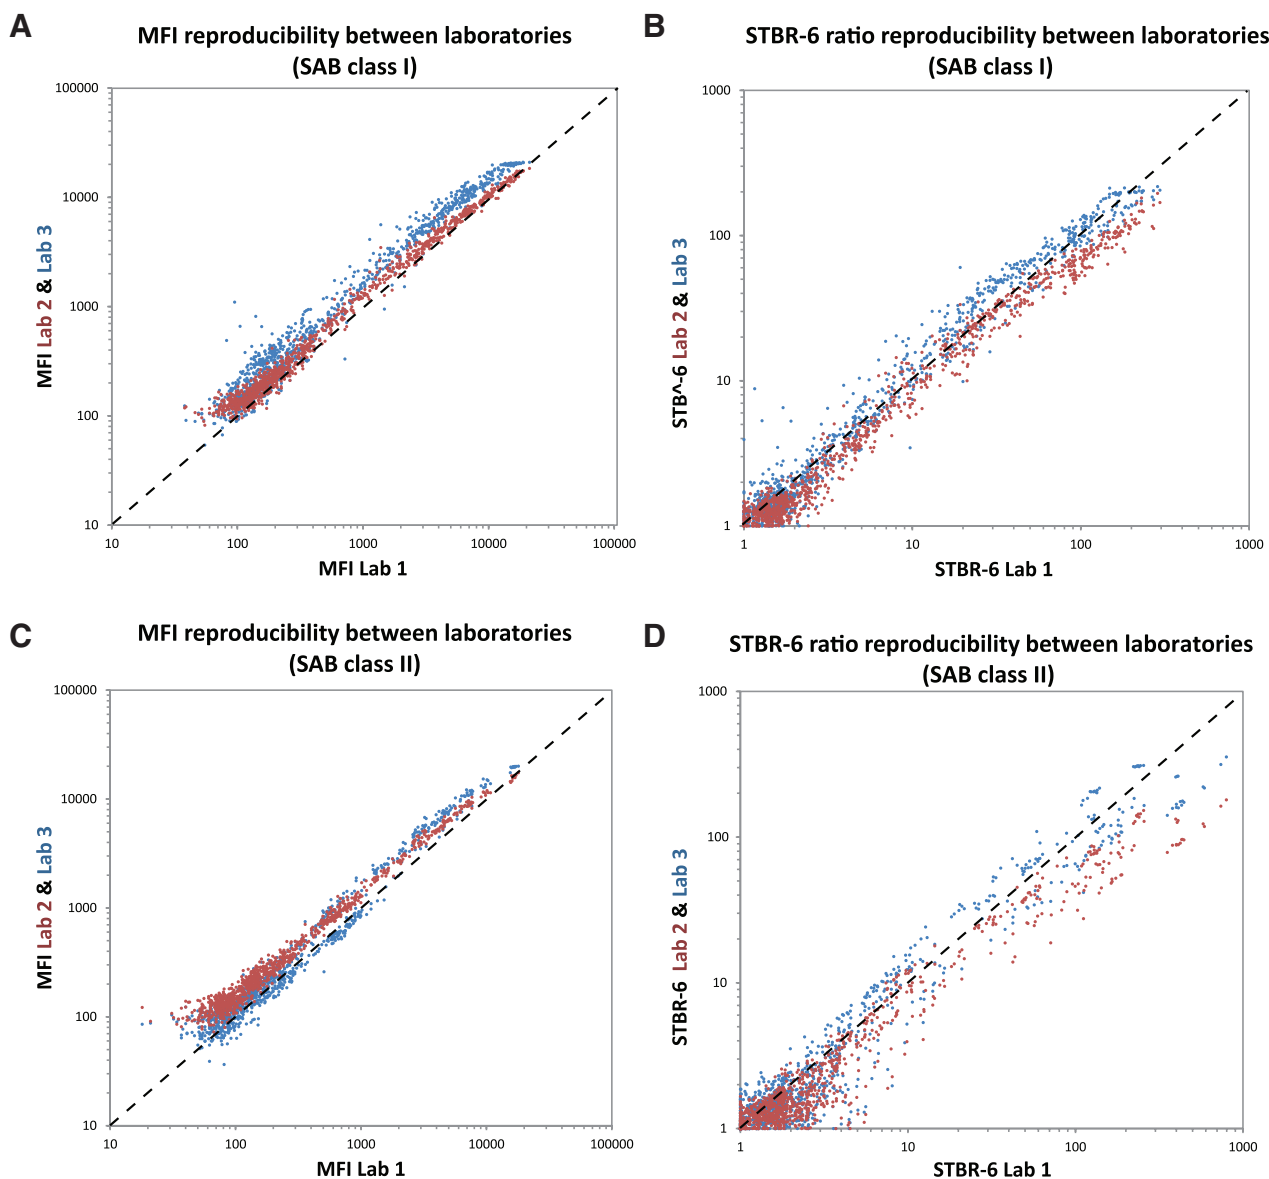 A
MFI reproducibility between laboratories
(SAB class I)
100000
10000
1000
100
10
10
100
1000
10000
100000
MFI Lab 2 & Lab 3
MFI Lab 1
B
STBR-6 ratio reproducibility between laboratories
(SAB class I)
1000
100
10
1
1
10
100
1000
STB^-6 Lab 2 & Lab 3
STBR-6 Lab 1
C
MFI reproducibility between laboratories
(SAB class II)
100000
10000
1000
100
10
10
100
1000
10000
100000
MFI Lab 2 & Lab 3
MFI Lab 1
D
STBR-6 ratio reproducibility between laboratories
(SAB class II)
1000
100
10
1
1
10
100
1000
STBR-6 Lab 2 & Lab 3
STBR-6 Lab 1